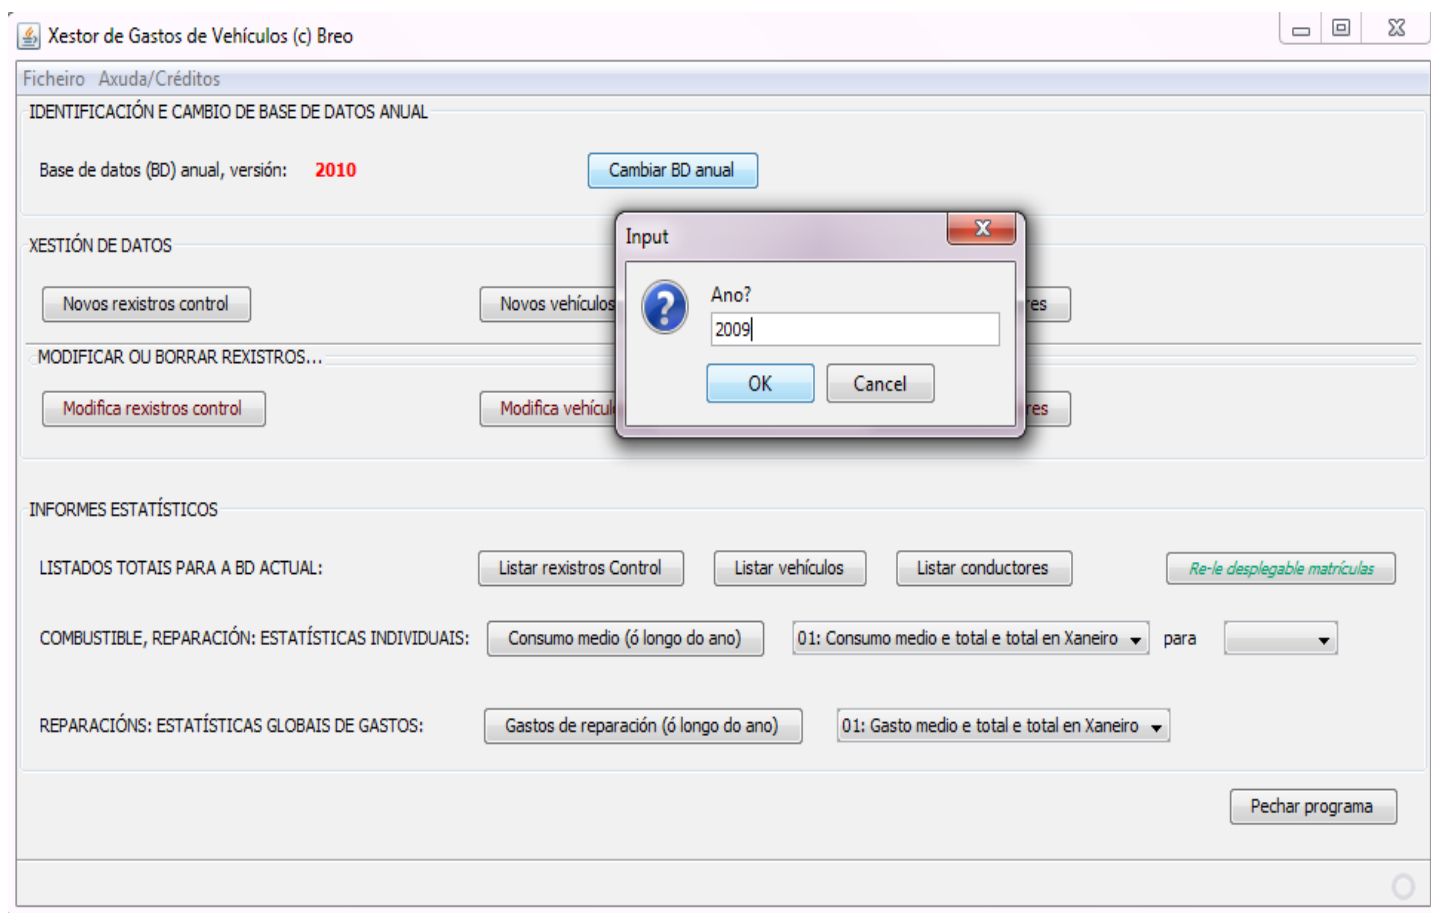 Xestor de Gastos de Vehículos (c) Breo
Ficheiro Axuda/Créditos
IDENTIFICACIÓN E CAMBIO DE BASE DE DATOS ANUAL
Base de datos (BD) anual, versión: 2010 Cambiar BD anual
Input
Ano?
2009
OK Cancel
XESTIÓN DE DATOS
Novos rexistros control Novos vehículos res
MODIFICAR OU BORRAR REXISTROS...
Modifica rexistros control Modifica vehícul res
INFORMES ESTATÍSTICOS
LISTADOS TOTAIS PARA A BD ACTUAL: Listar rexistros Control Listar vehículos Listar conductores Re-le desplegable matrículas
COMBUSTIBLE, REPARACIÓN: ESTATÍSTICAS INDIVIDUAIS: Consumo medio (ó longo do ano) 01: Consumo medio e total e total en Xaneiro para
REPARACIÓNS: ESTATÍSTICAS GLOBAIS DE GASTOS: Gastos de reparación (ó longo do ano) 01: Gasto medio e total e total en Xaneiro
Pechar programa